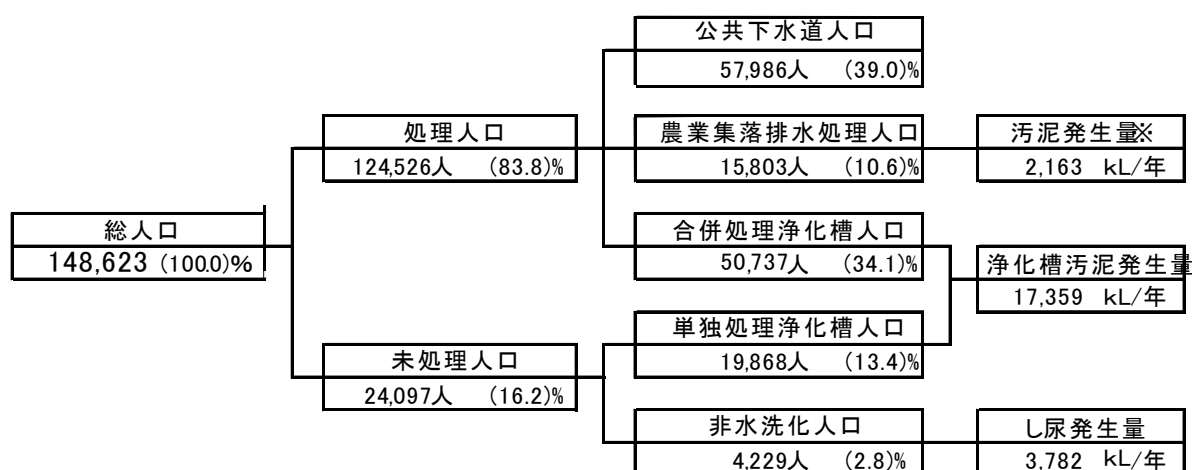 公共下水道人口
57,986人 (39.0)%
処理人口
124,526人 (83.8)%
農業集落排水処理人口
15,803人 (10.6)%
汚泥発生量※
2,163 kL/年
総人口
148,623 (100.0)%
合併処理浄化槽人口
50,737人 (34.1)%
浄化槽汚泥発生量
17,359 kL/年
単独処理浄化槽人口
19,868人 (13.4)%
未処理人口
24,097人 (16.2)%
非水洗化人口
4,229人 (2.8)%
し尿発生量
3,782 kL/年